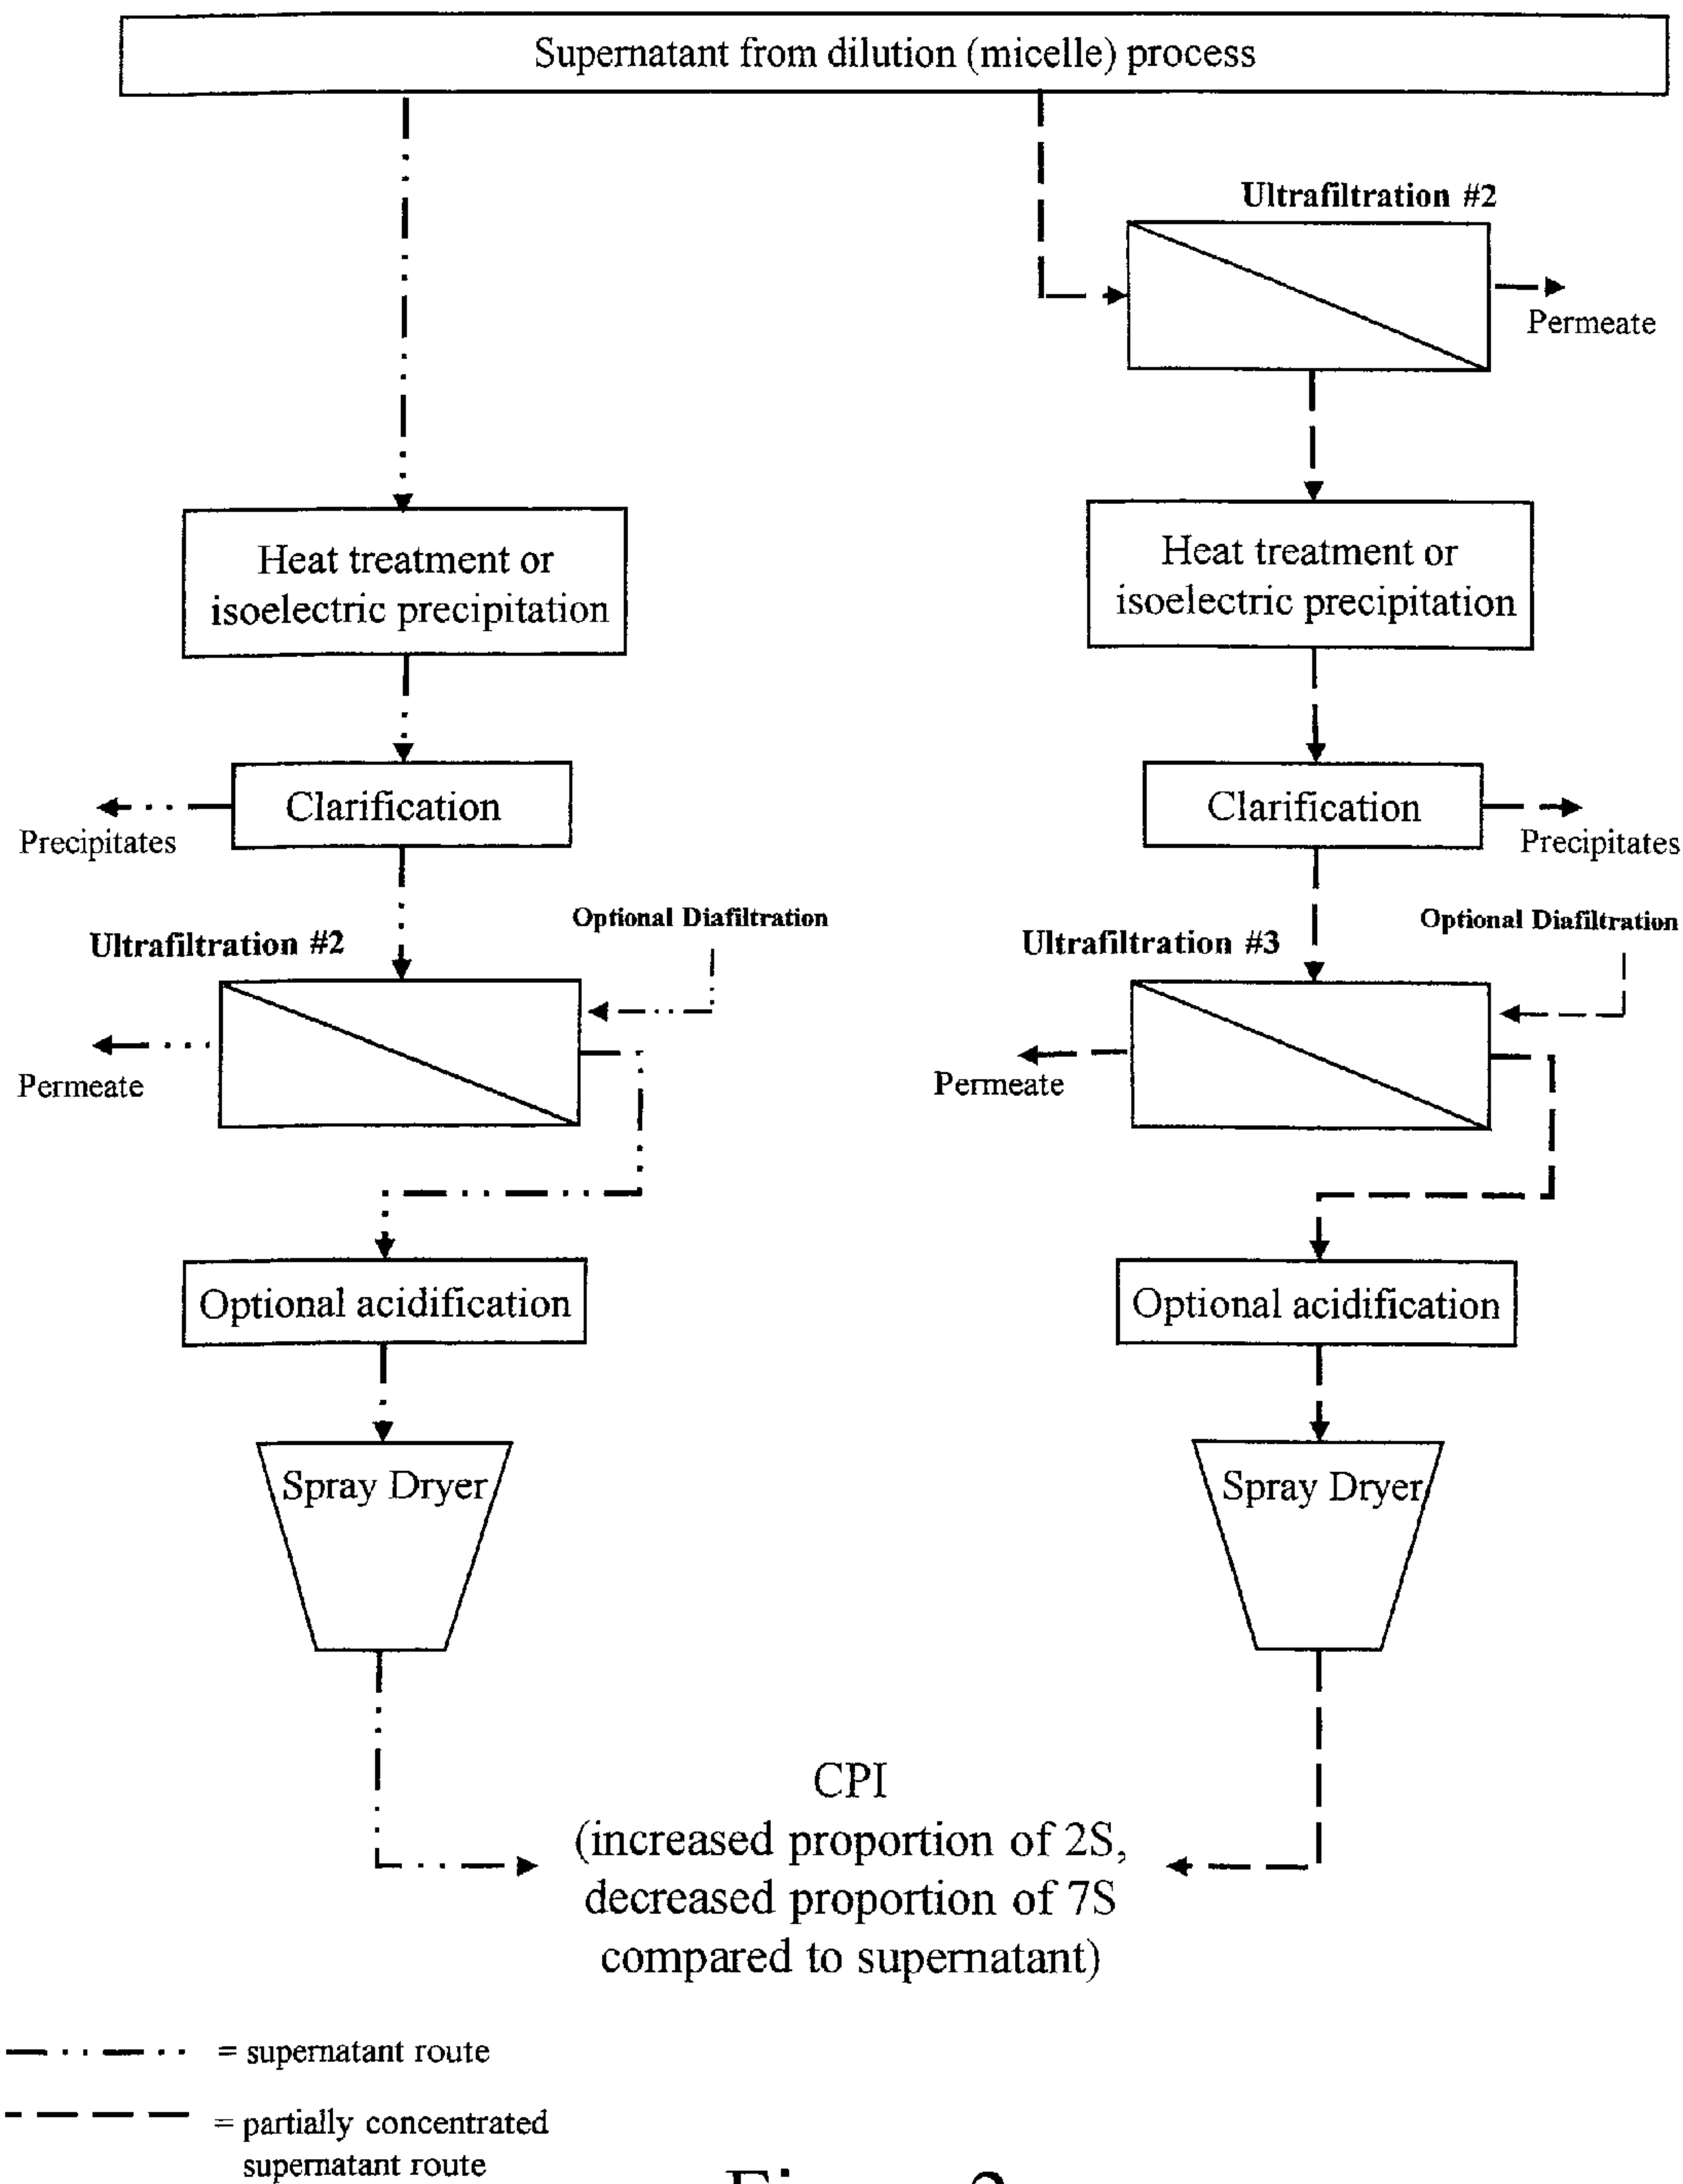 Supernatant from dilution (micelle) process
Ultrafiltration #2
Permeate
Heat treatment or
isoelectric precipitation
Heat treatment or
isoelectric precipitation
Clarification
Precipitates
Clarification
Precipitates
Optional Diafiltration
Ultrafiltration #2
Permeate
Optional Diafiltration
Ultrafiltration #3
Permeate
Optional acidification
Optional acidification
Spray Dryer
Spray Dryer
CPI
(increased proportion of 2S,
decreased proportion of 7S
compared to supernatant)
= supernatant route
= partially concentrated
supernatant route